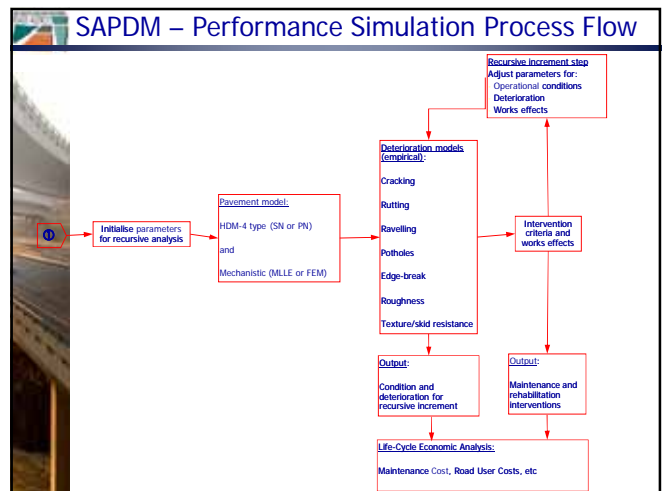 SAPDM – Performance Simulation Process Flow
Recursive increment step
Adjust parameters for:
Operational conditions
Deterioration
Works effects
Deterioration models
(empirical):
Cracking
Rutting
Ravelling
Potholes
Edge-break
Roughness
Texture/skid resistance
Pavement model:
HDM-4 type (SN or PN)
and
Mechanistic (MLLE or FEM)
1
Initialise parameters
for recursive analysis
Intervention
criteria and
works effects
Output:
Condition and
deterioration for
recursive increment
Output:
Maintenance and
rehabilitation
interventions
Life-Cycle Economic Analysis:
Maintenance Cost, Road User Costs, etc